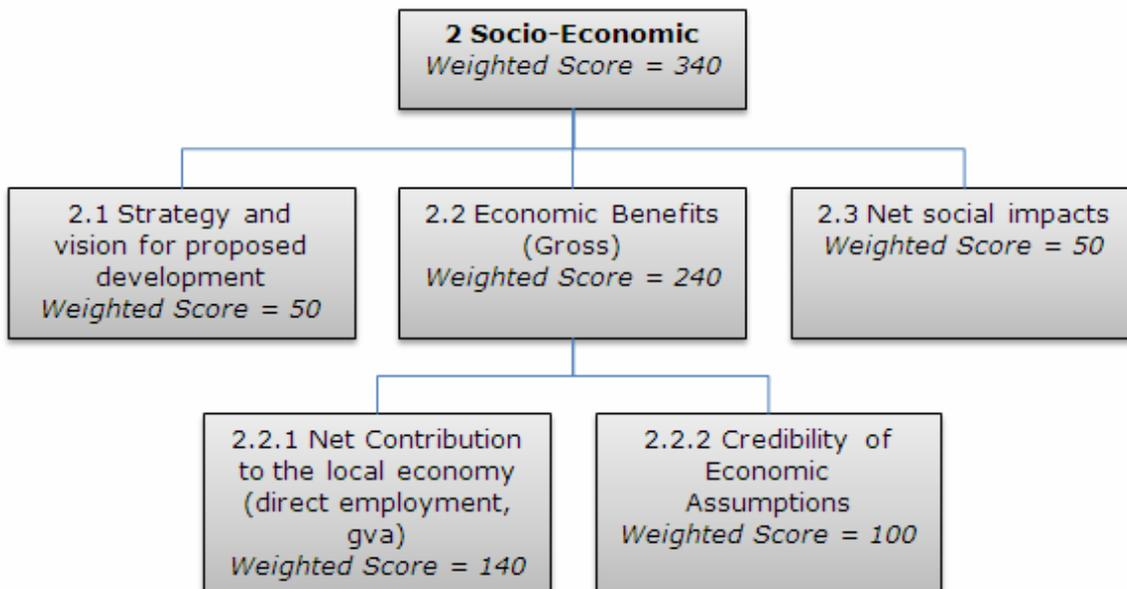 2 Socio-Economic
Weighted Score = 340
2.1 Strategy and
vision for proposed
development
Weighted Score = 50
2.2 Economic Benefits
(Gross)
Weighted Score = 240
2.3 Net social impacts
Weighted Score = 50
2.2.1 Net Contribution
to the local economy
(direct employment,
gva)
Weighted Score = 140
2.2.2 Credibility of
Economic
Assumptions
Weighted Score = 100